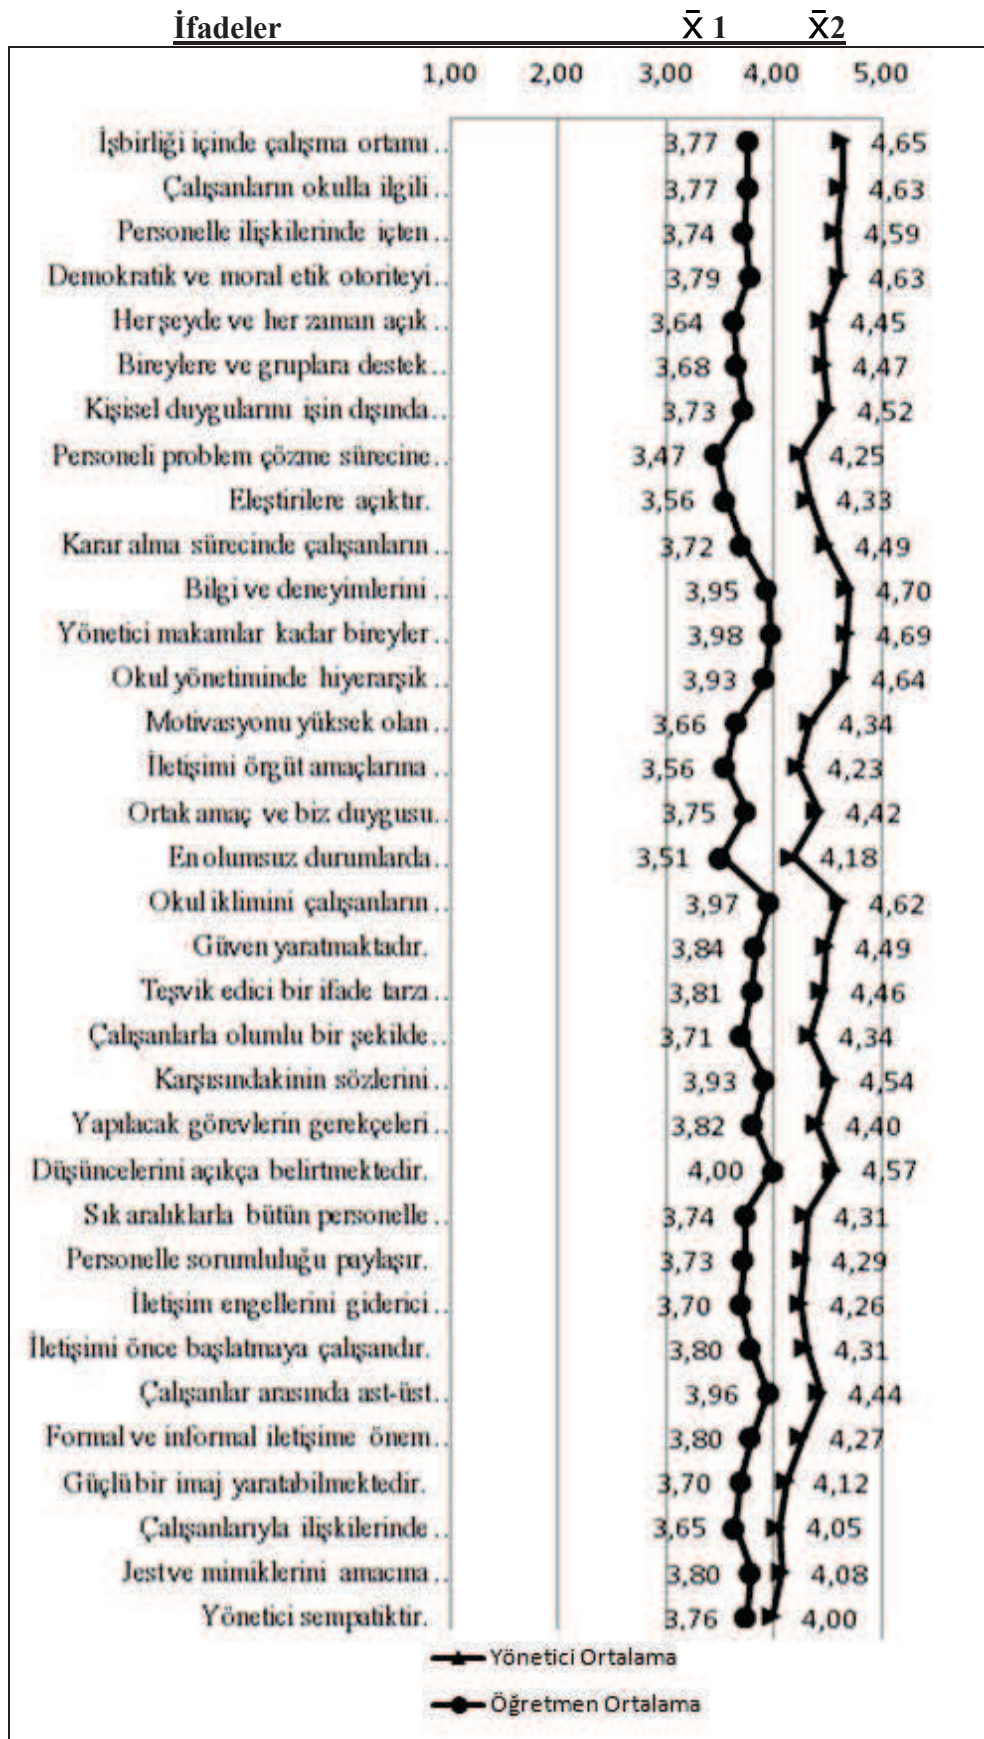 İfadeler X̄ 1 X̄2
1,00 2,00 3,00 4,00 5,00
İşbirliği içinde çalışma ortamı .. 3,77 4,65
Çalışanların okulla ilgili .. 3,77 4,63
Personelle ilişkilerinde içten .. 3,74 4,59
Demokratik ve moral etik otoriteyi .. 3,79 4,63
Herşeyde ve her zaman açık .. 3,64 4,45
Bireylere ve gruplara destek .. 3,68 4,47
Kişisel duygularını işin dışında .. 3,73 4,52
Personeli problem çözme sürecine .. 3,47 4,25
Eleştirilere açıktır. 3,56 4,33
Karar alma sürecinde çalışanların .. 3,72 4,49
Bilgi ve deneyimlerini .. 3,95 4,70
Yönetici makamlar kadar bireyler .. 3,98 4,69
Okul yönetiminde hiyerarşik .. 3,93 4,64
Motivasyonu yüksek olan .. 3,66 4,34
İletişimi örgüt amaçlarına .. 3,56 4,23
Ortak amaç ve biz duygusu .. 3,75 4,42
En olumsuz durumlarda .. 3,51 4,18
Okul iklimini çalışanların .. 3,97 4,62
Güven yaratmaktadır. 3,84 4,49
Teşvik edici bir ifade tarzı .. 3,81 4,46
Çalışanlarla olumlu bir şekilde .. 3,71 4,34
Karşısındakinin sözlerini .. 3,93 4,54
Yapılacak görevlerin gerekçeleri .. 3,82 4,40
Düşüncelerini açıkça belirtmektedir. 4,00 4,57
Sık aralıklarla bütün personelle .. 3,74 4,31
Personelle sorumluluğu paylaşır. 3,73 4,29
İletişim engellerini giderici .. 3,70 4,26
İletişimi önce başlatmaya çalışandır. 3,80 4,31
Çalışanlar arasında ast-üst .. 3,96 4,44
Formal ve informal iletişime önem .. 3,80 4,27
Güçlü bir imaj yaratabilmektedir. 3,70 4,12
Çalışanlarıyla ilişkilerinde .. 3,65 4,05
Jest ve mimiklerini amacına .. 3,80 4,08
Yönetici sempatiktir. 3,76 4,00
Yönetici Ortalama
Öğretmen Ortalama